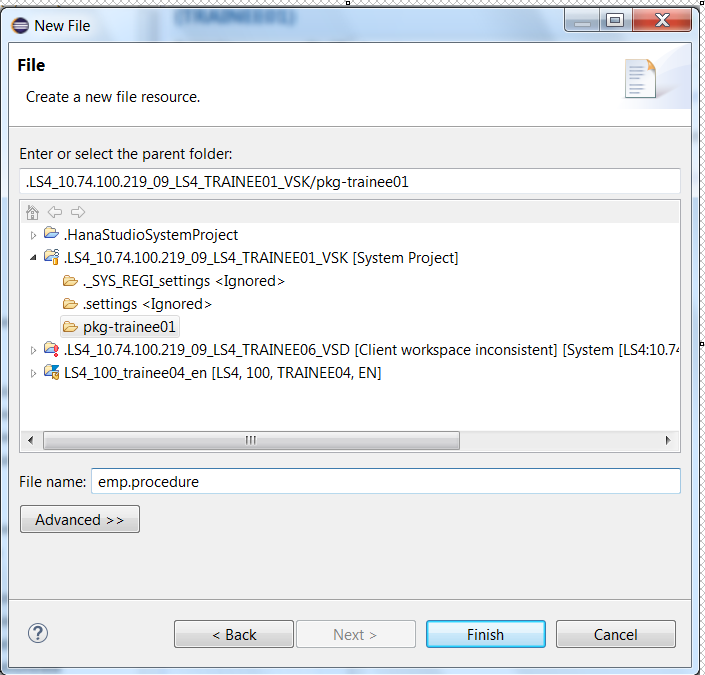 (TRAINEE01)
New File
File
Create a new file resource.
Enter or select the parent folder:
.LS4_10.74.100.219_09_LS4_TRAINEE01_VSK/pkg-trainee01
.HanaStudioSystemProject
.LS4_10.74.100.219_09_LS4_TRAINEE01_VSK [System Project]
._SYS_REGI_settings <Ignored>
.settings <Ignored>
pkg-trainee01
.LS4_10.74.100.219_09_LS4_TRAINEE06_VSD [Client workspace inconsistent] [System [LS4:10.74
LS4_100_trainee04_en [LS4, 100, TRAINEE04, EN]
File name: emp.procedure
Advanced >>
< Back Next > Finish Cancel